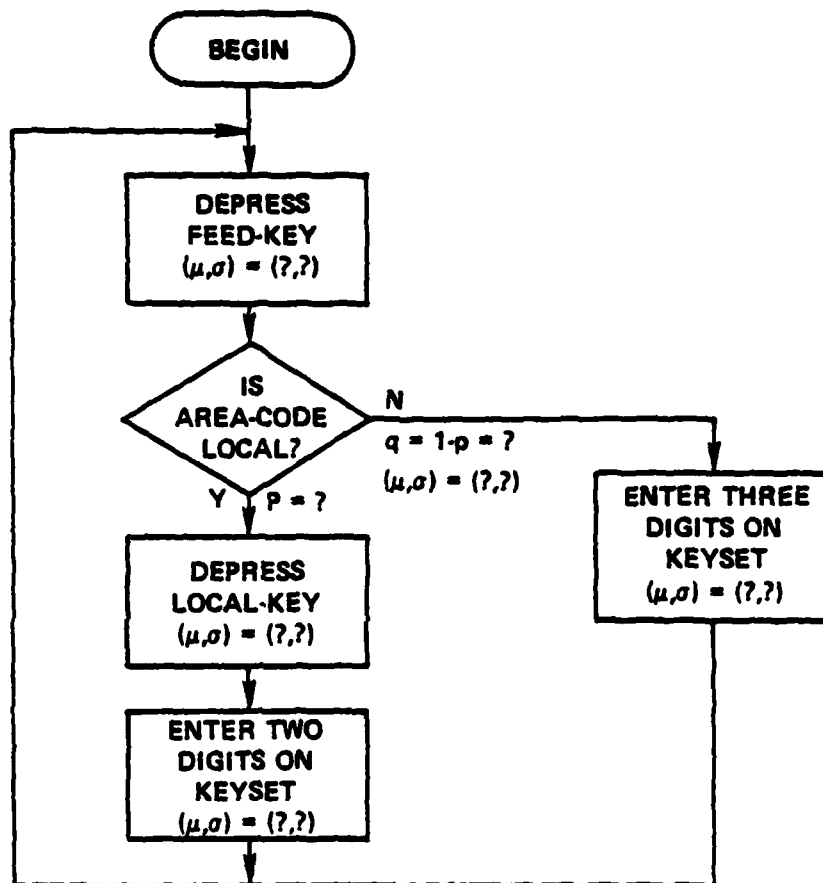 BEGIN
DEPRESS
FEED-KEY
(μ,σ) = (?,?)
IS
AREA-CODE
LOCAL?
N
q = 1-p = ?
(μ,σ) = (?,?)
Y P = ?
ENTER THREE
DIGITS ON
KEYSET
(μ,σ) = (?,?)
DEPRESS
LOCAL-KEY
(μ,σ) = (?,?)
ENTER TWO
DIGITS ON
KEYSET
(μ,σ) = (?,?)